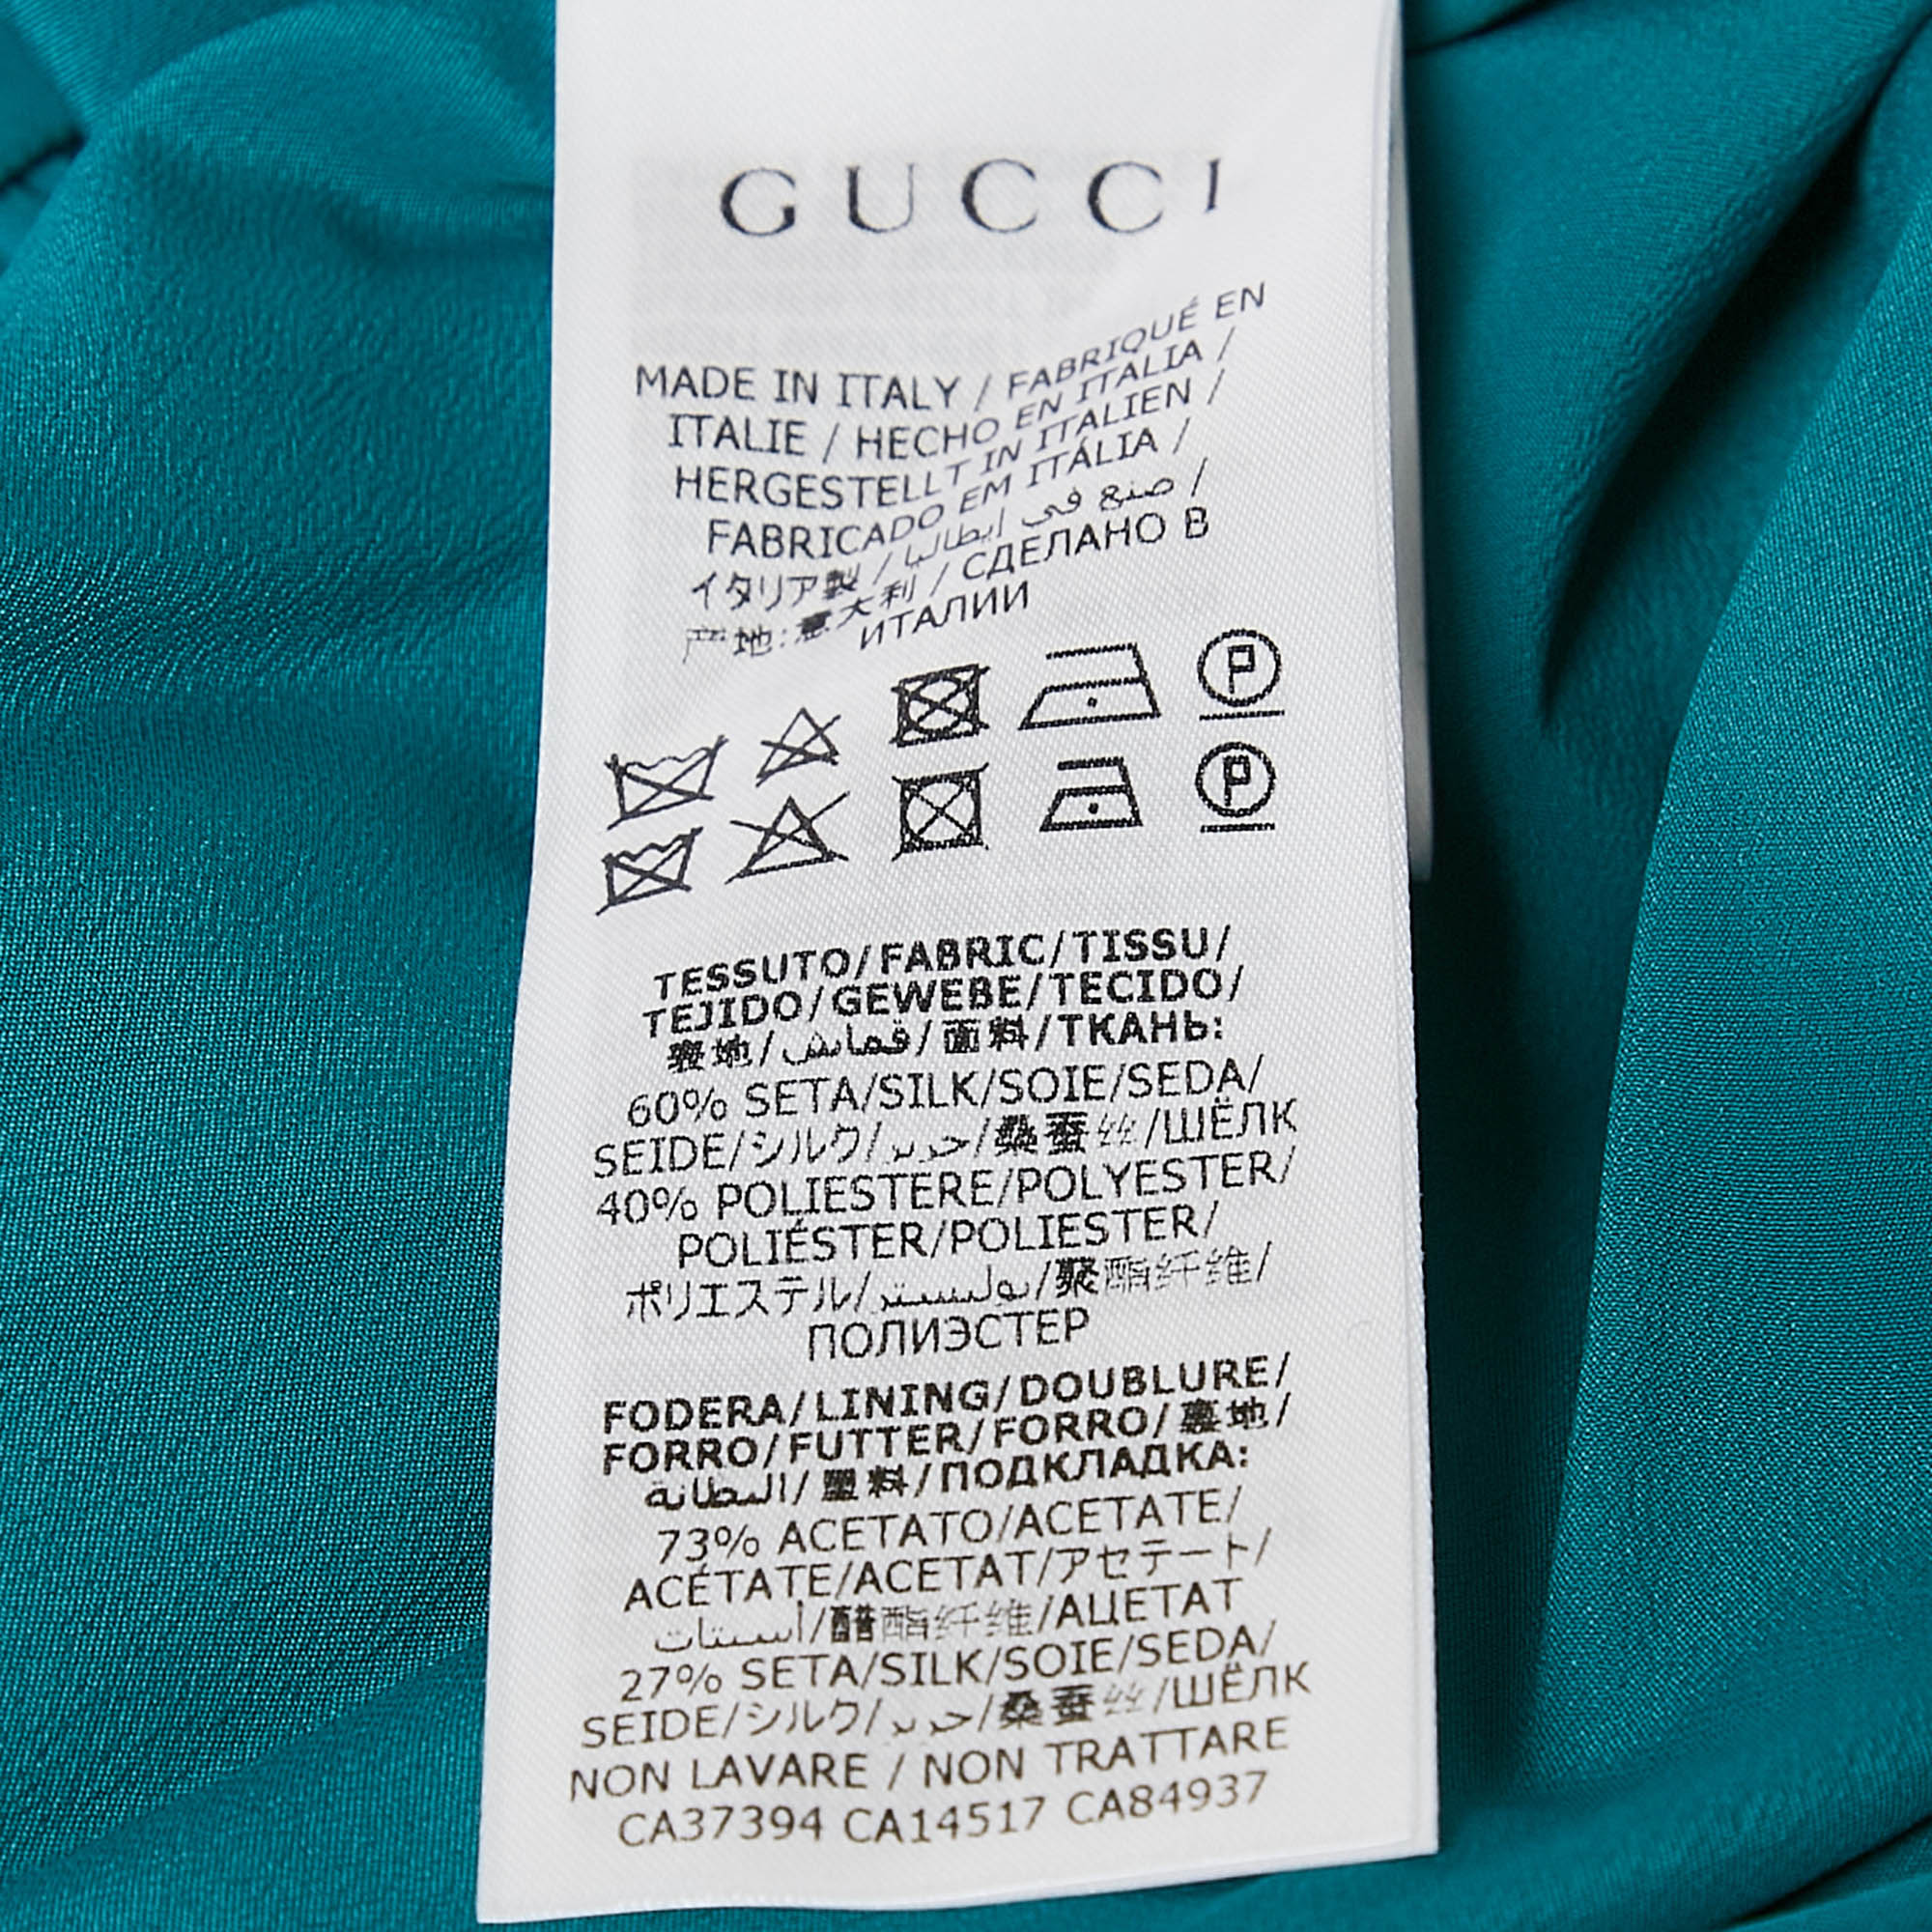 GUCCI
MADE IN ITALY / FABRIQUÉ EN
ITALIE / HECHO EN ITALIA /
HERGESTELLT IN ITALIEN /
FABRICADO EM ITÁLIA /
イタリア製 / صنع في ايطاليا /
产地:意大利 / СДЕЛАНО В
ИТАЛИИ
P
P
TESSUTO/FABRIC/TISSU/
TEJIDO/GEWEBE/TECIDO/
表地/قماش/面料/ТКАНЬ:
60% SETA/SILK/SOIE/SEDA/
SEIDE/シルク/حرير/桑蚕丝/ШЁЛК
40% POLIESTERE/POLYESTER/
POLIÉSTER/POLIESTER/
ポリエステル/بوليستر/聚酯纤维/
ПОЛИЭСТЕР
FODERA/LINING/DOUBLURE/
FORRO/FUTTER/FORRO/裏地/
البطانة/里料/ПОДКЛАДКА:
73% ACETATO/ACETATE/
ACÉTATE/ACETAT/アセテート/
أسيتات/醋酯纤维/АЦЕТАТ
27% SETA/SILK/SOIE/SEDA/
SEIDE/シルク/حرير/桑蚕丝/ШЁЛК
NON LAVARE / NON TRATTARE
CA37394 CA14517 CA84937